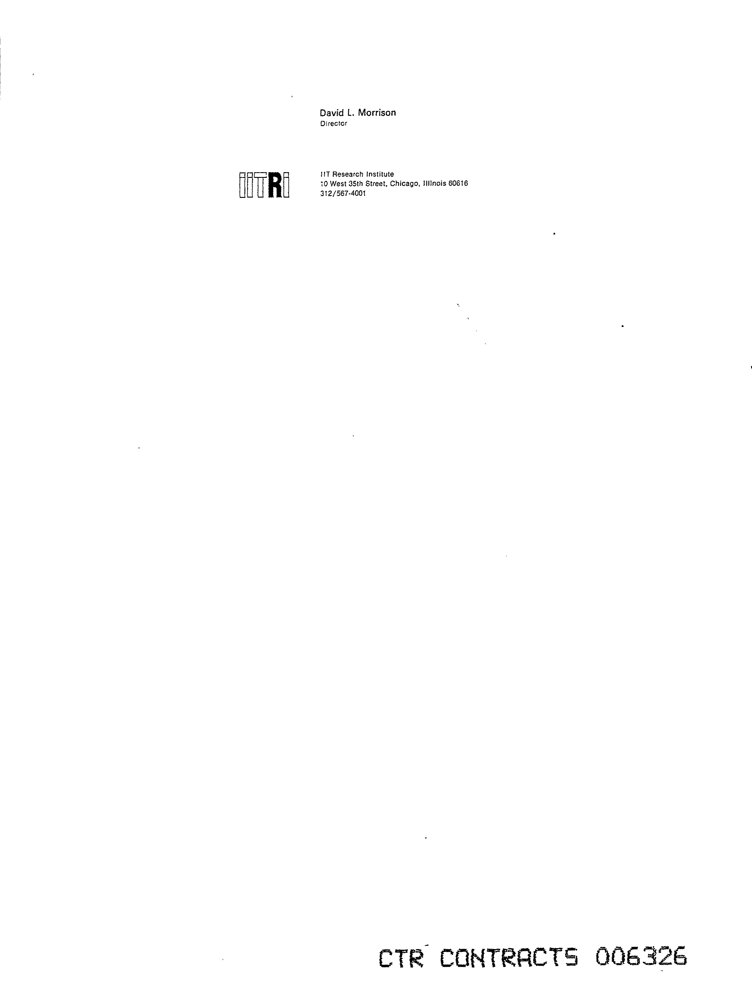 David L. Morrison
Director
IITRI
IIT Research Institute
10 West 35th Street, Chicago, Illinois 60616
312/567-4001
CTR CONTRACTS 006326